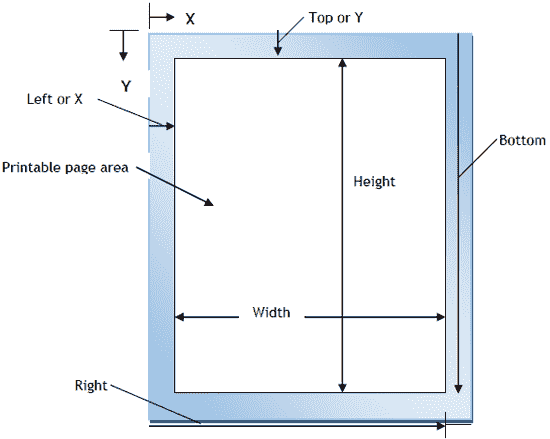 X
Top or Y
Y
Left or X
Bottom
Printable page area
Height
Width
Right